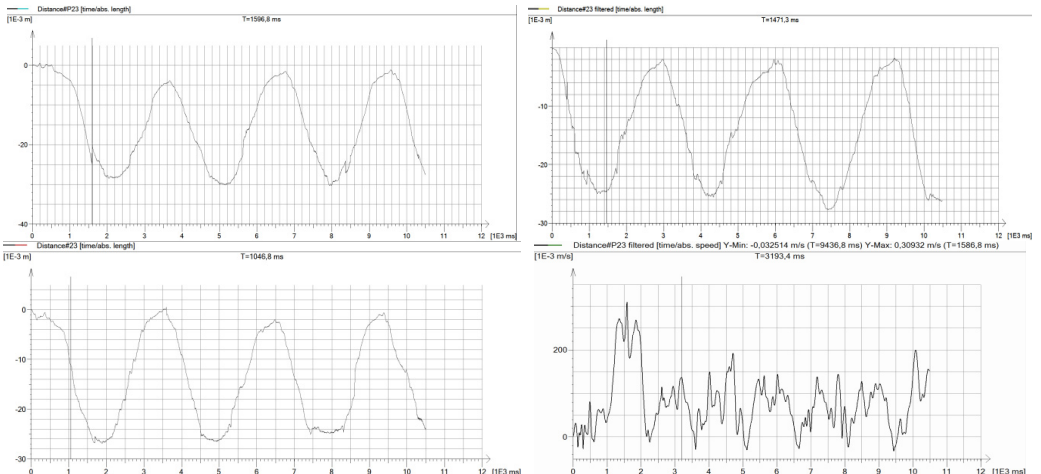 Distance#P23 [time/abs. length]
[1E-3 m]
T=1596,8 ms
0
-20
-40
0 1 2 3 4 5 6 7 8 9 10 11 12 [1E3 ms]
Distance#23 filtered [time/abs. length]
[1E-3 m]
T=1471,3 ms
-10
-20
-30
0 1 2 3 4 5 6 7 8 9 10 11 12 [1E3 ms]
Distance#23 [time/abs. length]
[1E-3 m]
T=1046,8 ms
0
-10
-20
-30
0 1 2 3 4 5 6 7 8 9 10 11 12 [1E3 ms]
Distance#P23 filtered [time/abs. speed] Y-Min: -0,032514 m/s (T=9436,8 ms) Y-Max: 0,30932 m/s (T=1586,8 ms)
[1E-3 m/s]
T=3193,4 ms
200
0
0 1 2 3 4 5 6 7 8 9 10 11 12 [1E3 ms]